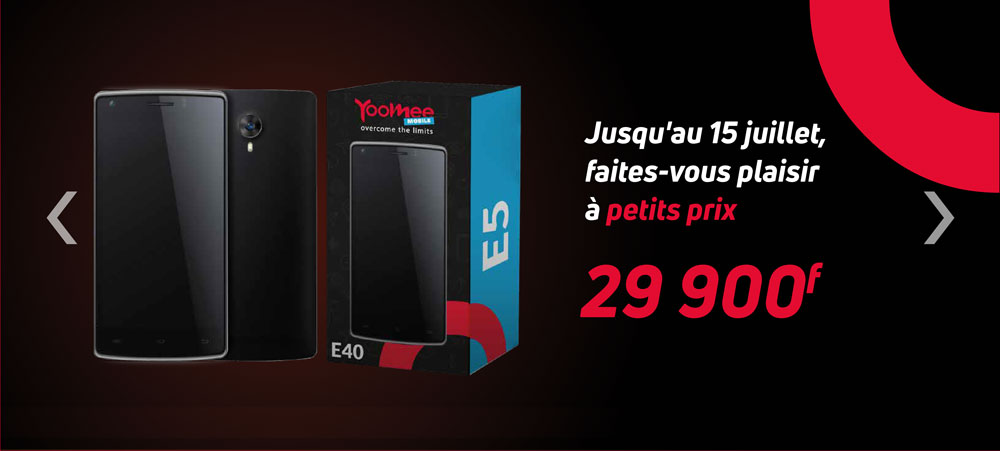 YooMee
MOBILE
overcome the limits
E5
E40
Jusqu'au 15 juillet,
faites-vous plaisir
à petits prix
29 900f